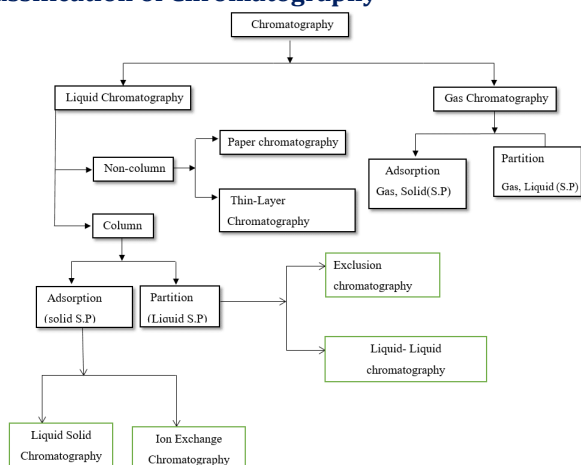 Chromatography
Liquid Chromatography
Gas Chromatography
Paper chromatography
Non-column
Adsorption
Gas, Solid(S.P)
Partition
Gas, Liquid (S.P)
Thin-Layer
Chromatography
Column
Exclusion
chromatography
Adsorption
(solid S.P)
Partition
(Liquid S.P)
Liquid- Liquid
chromatography
Liquid Solid
Chromatography
Ion Exchange
Chromatography